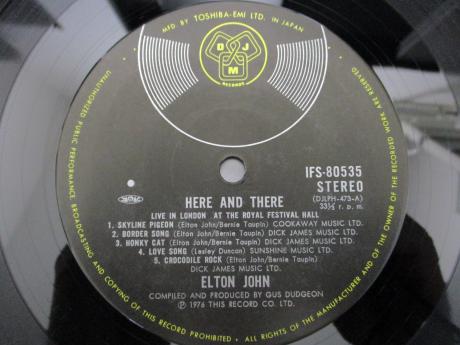 MFD. BY TOSHIBA-EMI LTD. IN JAPAN
DJM
RECORDS
IFS-80535
STEREO
(DJLPH-473-A)
33⅓ r.p.m.
HERE AND THERE
LIVE IN LONDON AT THE ROYAL FESTIVAL HALL
1. SKYLINE PIGEON (Elton John/Bernie Taupin) COOKAWAY MUSIC LTD.
2. BORDER SONG (Elton John/Bernie Taupin) DICK JAMES MUSIC LTD.
3. HONKY CAT (Elton John/Bernie Taupin) DICK JAMES MUSIC LTD.
4. LOVE SONG (Lesley Duncan) SUNSHINE MUSIC LTD.
5. CROCODILE ROCK (Elton John/Bernie Taupin)
DICK JAMES MUSIC LTD.
ELTON JOHN
COMPILED AND PRODUCED BY GUS DUDGEON
℗ 1976 THIS RECORD CO. LTD.
UNAUTHORIZED PUBLIC PERFORMANCE BROADCASTING AND COPYING OF THIS RECORD PROHIBITED • ALL RIGHTS OF THE MANUFACTURER AND OF THE OWNER OF THE RECORDED WORK ARE RESERVED